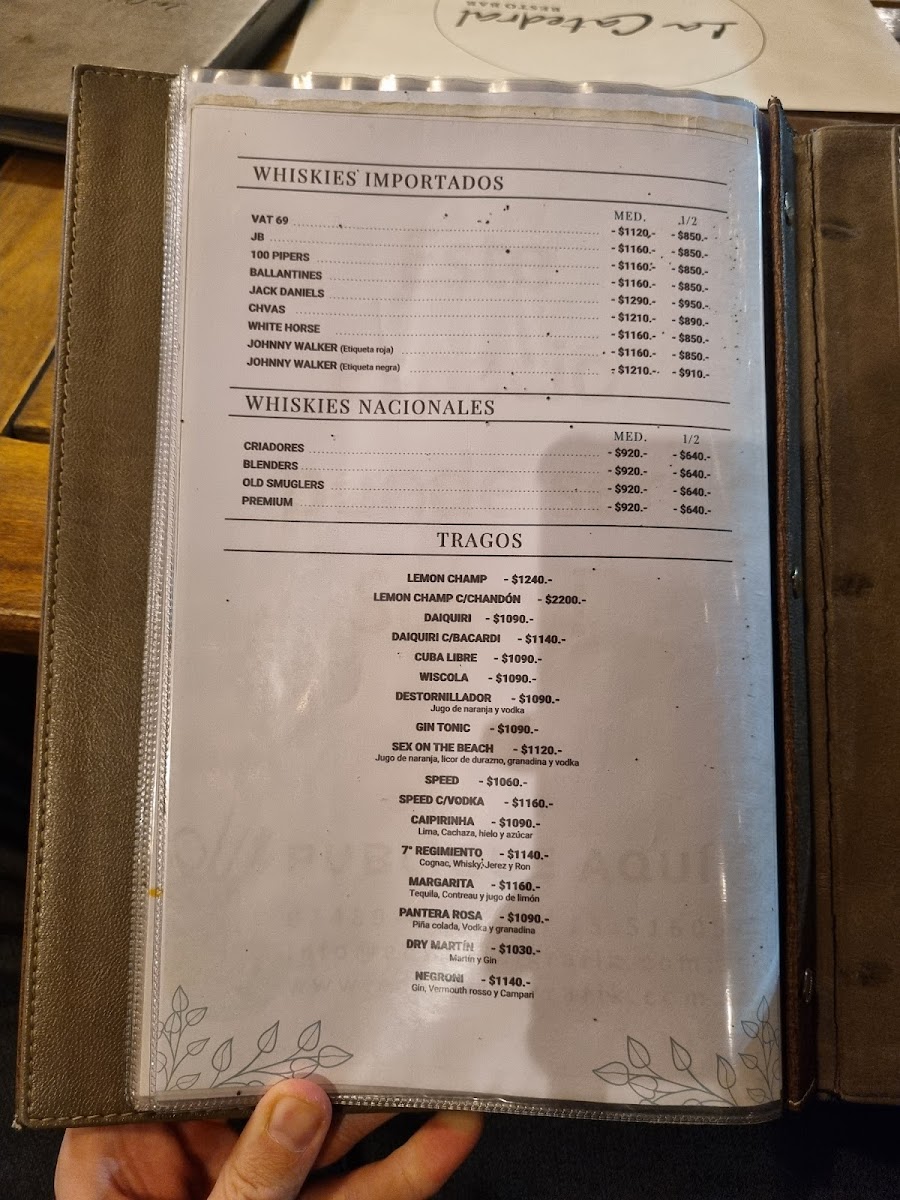 La Catedral
RESTOBAR
WHISKIES IMPORTADOS
MED. 1/2
VAT 69 - $1120,- - $850.-
JB - $1160.- - $850.-
100 PIPERS - $1160.- - $850.-
BALLANTINES - $1160.- - $850.-
JACK DANIELS - $1290.- - $950.-
CHVAS - $1210.- - $890.-
WHITE HORSE - $1160.- - $850.-
JOHNNY WALKER (Etiqueta roja) - $1160.- - $850.-
JOHNNY WALKER (Etiqueta negra) - $1210.- - $910.-
WHISKIES NACIONALES
MED. 1/2
CRIADORES - $920.- - $640.-
BLENDERS - $920.- - $640.-
OLD SMUGLERS - $920.- - $640.-
PREMIUM - $920.- - $640.-
TRAGOS
LEMON CHAMP - $1240.-
LEMON CHAMP C/CHANDÓN - $2200.-
DAIQUIRI - $1090.-
DAIQUIRI C/BACARDI - $1140.-
CUBA LIBRE - $1090.-
WISCOLA - $1090.-
DESTORNILLADOR - $1090.-
Jugo de naranja y vodka
GIN TONIC - $1090.-
SEX ON THE BEACH - $1120.-
Jugo de naranja, licor de durazno, granadina y vodka
SPEED - $1060.-
SPEED C/VODKA - $1160.-
CAIPIRINHA - $1090.-
Lima, Cachaza, hielo y azúcar
7° REGIMIENTO - $1140.-
Cognac, Whisky, Jerez y Ron
MARGARITA - $1160.-
Tequila, Contreau y jugo de limón
PANTERA ROSA - $1090.-
Piña colada, Vodka y granadina
DRY MARTÍN - $1030.-
Martín y Gin
NEGRONI - $1140.-
Gin, Vermouth rosso y Campari